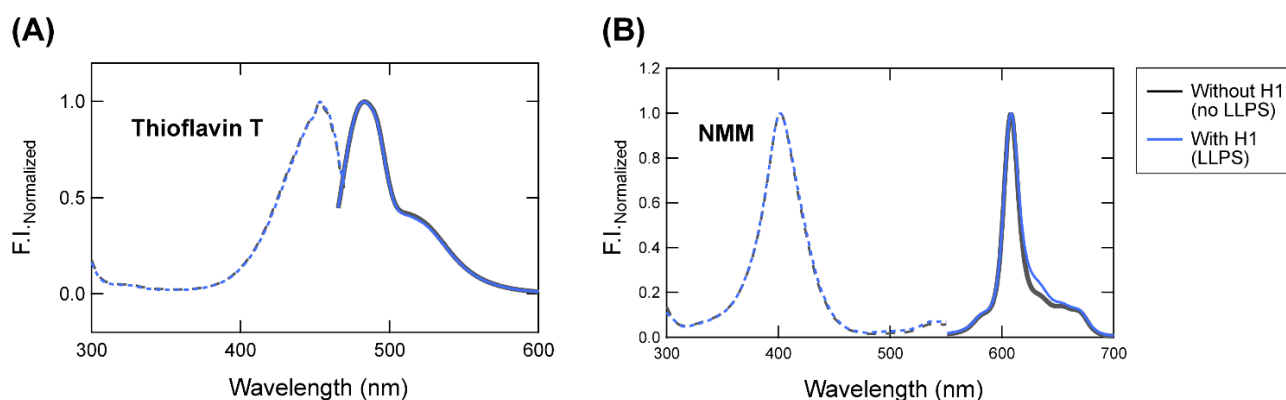 (A)
Thioflavin T
F.I.Normalized
1.0
0.5
0.0
300 400 500 600
Wavelength (nm)
(B)
NMM
F.I.Normalized
1.2
1.0
0.8
0.6
0.4
0.2
0.0
300 400 500 600 700
Wavelength (nm)
Without H1
(no LLPS)
With H1
(LLPS)